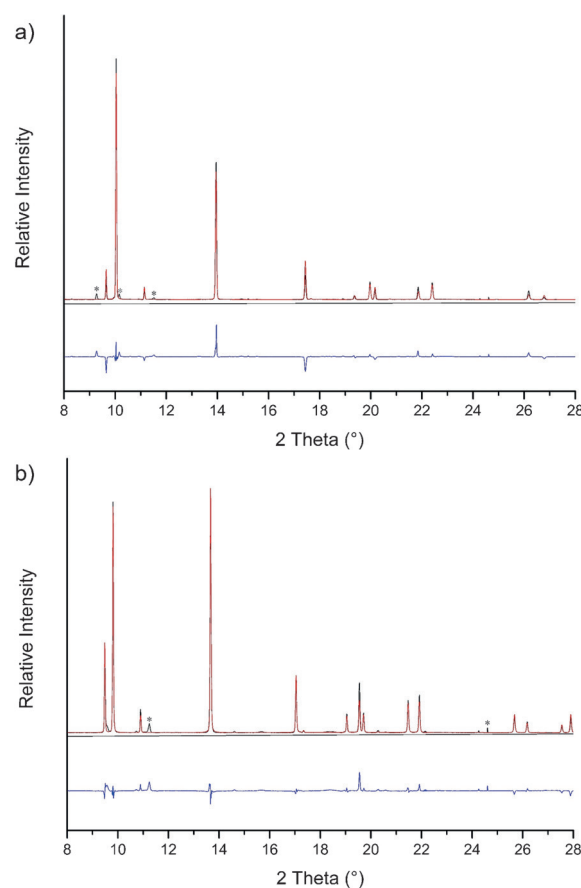 a)
Relative Intensity
* * *
8 10 12 14 16 18 20 22 24 26 28
2 Theta (°)
b)
Relative Intensity
* *
8 10 12 14 16 18 20 22 24 26 28
2 Theta (°)